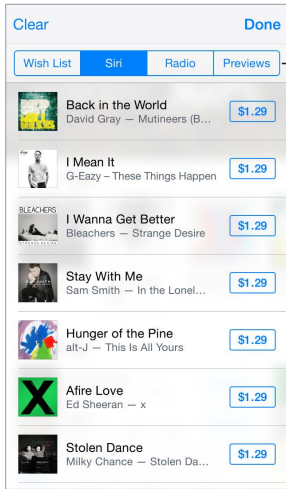 Clear Done
Wish List Siri Radio Previews
Back in the World
David Gray — Mutineers (B...
$1.29
I Mean It
G-Eazy – These Things Happen
$1.29
BLEACHERS
STRANGE DESIRE
I Wanna Get Better
Bleachers — Strange Desire
$1.29
Stay With Me
Sam Smith — In the Lonel...
$1.29
Hunger of the Pine
alt-J — This Is All Yours
$1.29
Afire Love
Ed Sheeran — x
$1.29
Stolen Dance
Milky Chance — Stolen Da...
$1.29